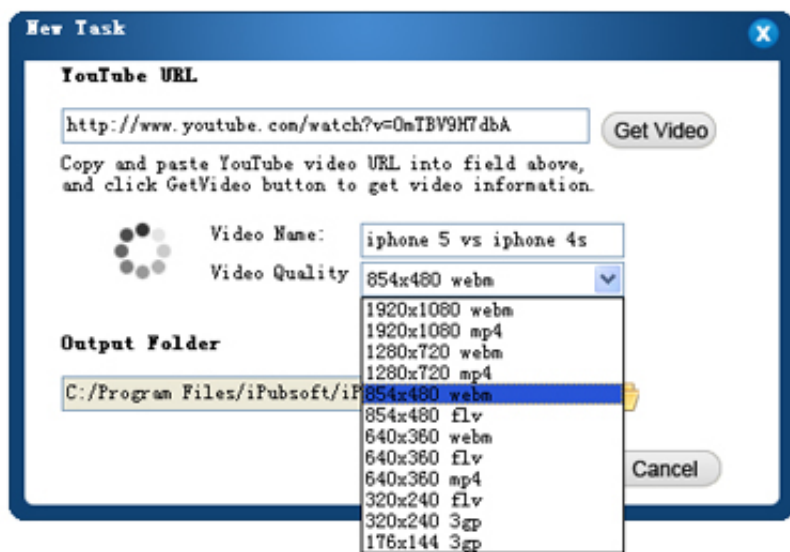 New Task
YouTube URL
http://www.youtube.com/watch?v=OmTBV9H7dbA
Get Video
Copy and paste YouTube video URL into field above,
and click GetVideo button to get video information.
Video Name:
iphone 5 vs iphone 4s
Video Quality
854x480 webm
1920x1080 webm
1920x1080 mp4
1280x720 webm
1280x720 mp4
Output Folder
C:/Program Files/iPubsoft/iP
854x480 webm
854x480 flv
640x360 webm
640x360 flv
640x360 mp4
320x240 flv
320x240 3gp
176x144 3gp
Cancel